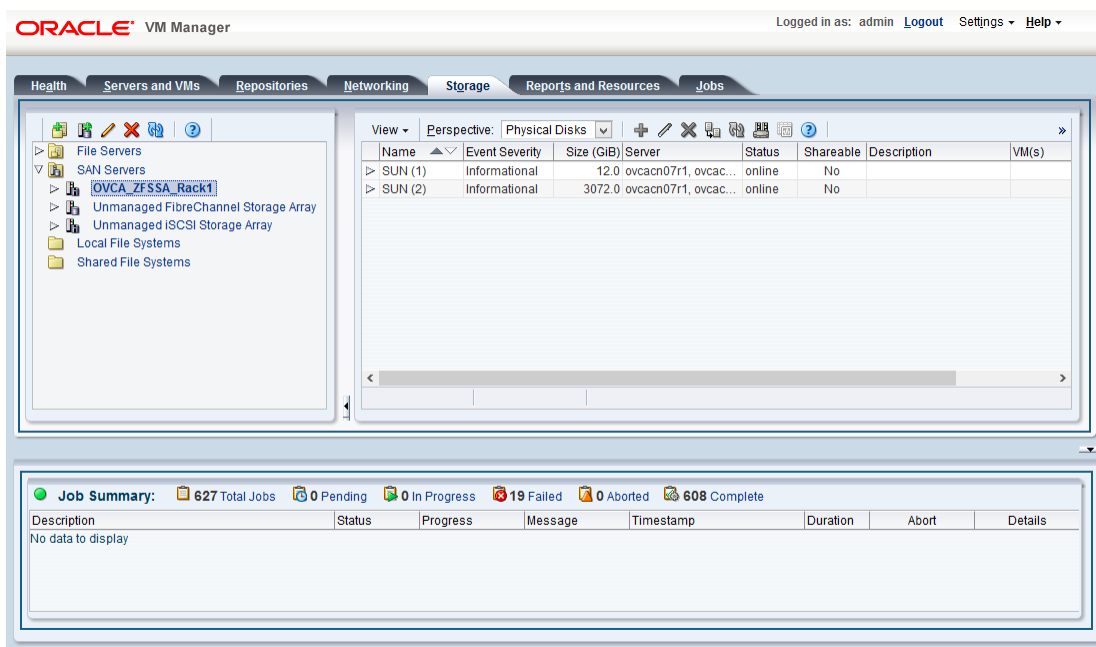 ORACLE VM Manager
Logged in as: admin Logout Settings Help
Health Servers and VMs Repositories Networking Storage Reports and Resources Jobs
File Servers
SAN Servers
OVCA_ZFSSA_Rack1
Unmanaged FibreChannel Storage Array
Unmanaged iSCSI Storage Array
Local File Systems
Shared File Systems
View Perspective: Physical Disks »
Name Event Severity Size (GiB) Server Status Shareable Description VM(s)
SUN (1) Informational 12.0 ovcacn07r1, ovcac... online No
SUN (2) Informational 3072.0 ovcacn07r1, ovcac... online No
Job Summary: 627 Total Jobs 0 Pending 0 In Progress 19 Failed 0 Aborted 608 Complete
Description Status Progress Message Timestamp Duration Abort Details
No data to display